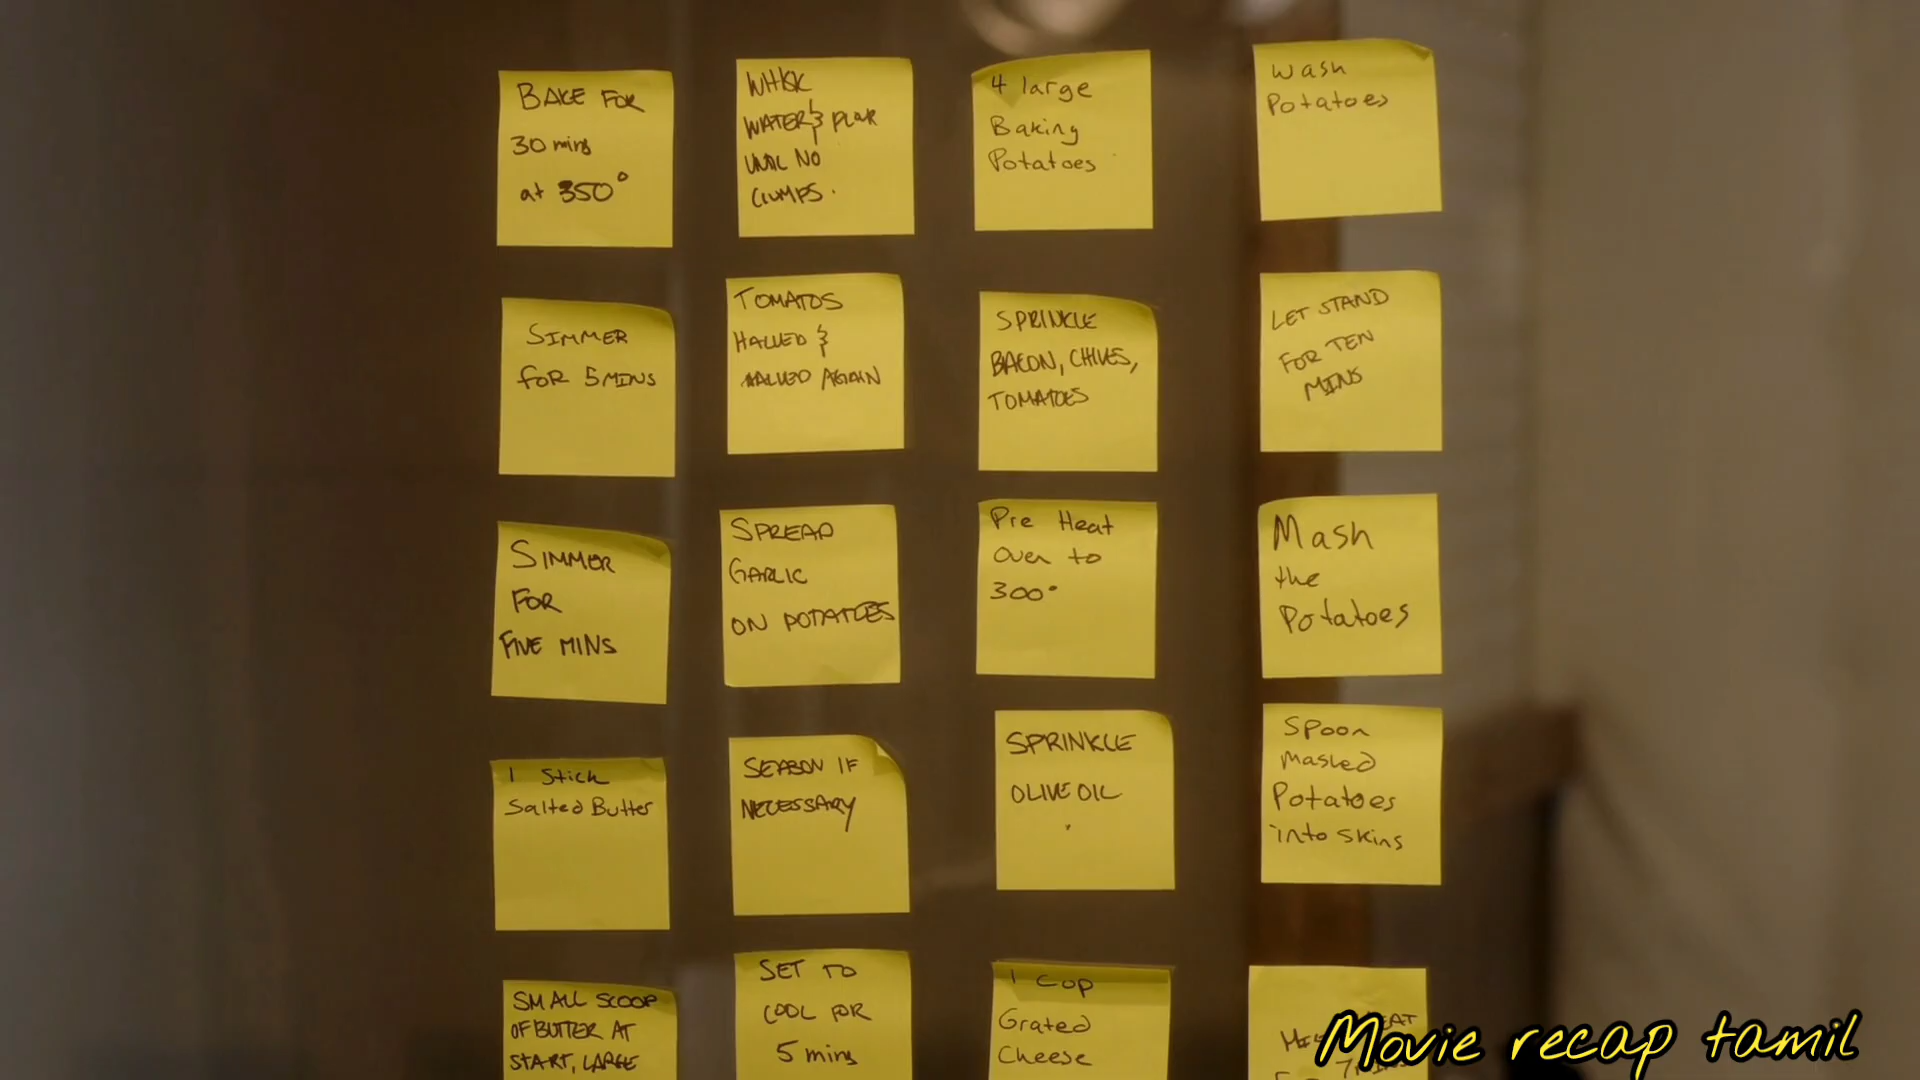 BAKE FOR
30 mins
at 350°
WHISK
WATER & FLOUR
UNTIL NO
CLUMPS.
4 large
Baking
Potatoes
Wash
Potatoes
SIMMER
FOR 5 MINS
TOMATOS
HALVED &
HALVED AGAIN
SPRINKLE
BACON, CHIVES,
TOMATOES
LET STAND
FOR TEN
MINS
SIMMER
FOR
FIVE MINS
SPREAD
GARLIC
ON POTATOES
Pre Heat
Oven to
300°
Mash
the
Potatoes
1 Stick
Salted Butter
SEASON IF
NECESSARY
SPRINKLE
OLIVE OIL
Spoon
Mashed
Potatoes
into skins
SMALL SCOOP
OF BUTTER AT
START, LARGE
SET TO
COOL FOR
5 mins
1 Cup
Grated
Cheese
Movie recap tamil